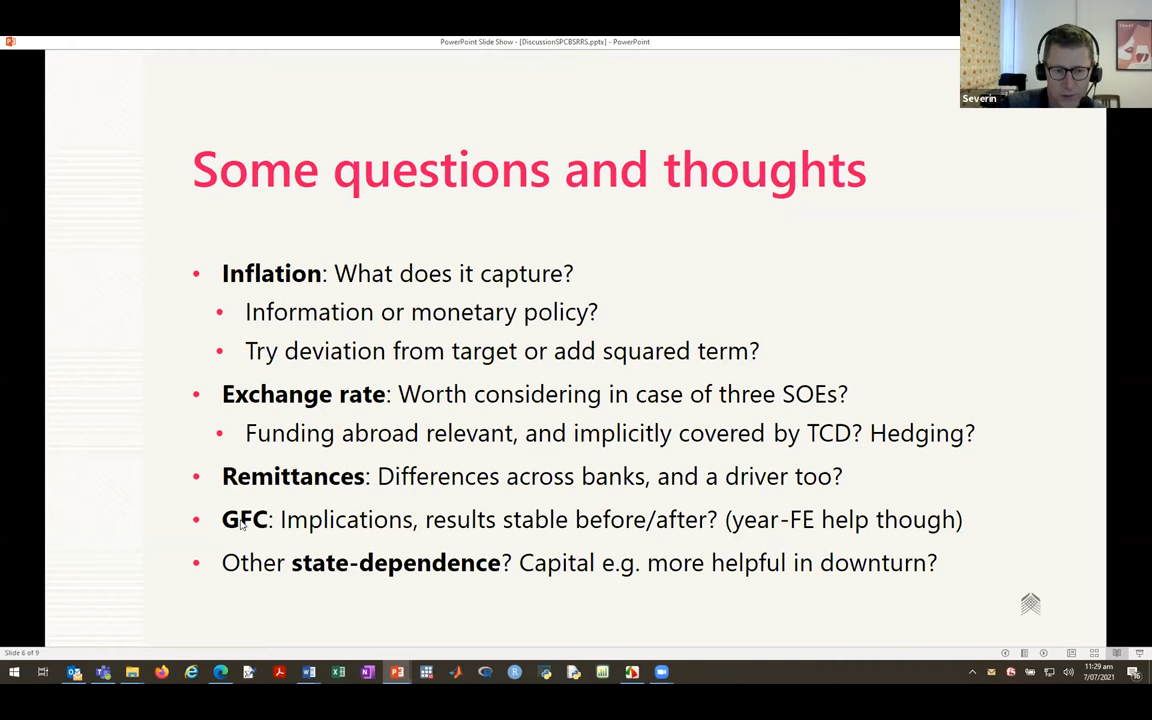 PowerPoint Slide Show - [DiscussionSPCBSRRS.pptx] - PowerPoint
Severin
Some questions and thoughts
• Inflation: What does it capture?
• Information or monetary policy?
• Try deviation from target or add squared term?
• Exchange rate: Worth considering in case of three SOEs?
• Funding abroad relevant, and implicitly covered by TCD? Hedging?
• Remittances: Differences across banks, and a driver too?
• GFC: Implications, results stable before/after? (year-FE help though)
• Other state-dependence? Capital e.g. more helpful in downturn?
Slide 6 of 9
11:29 am
7/07/2021